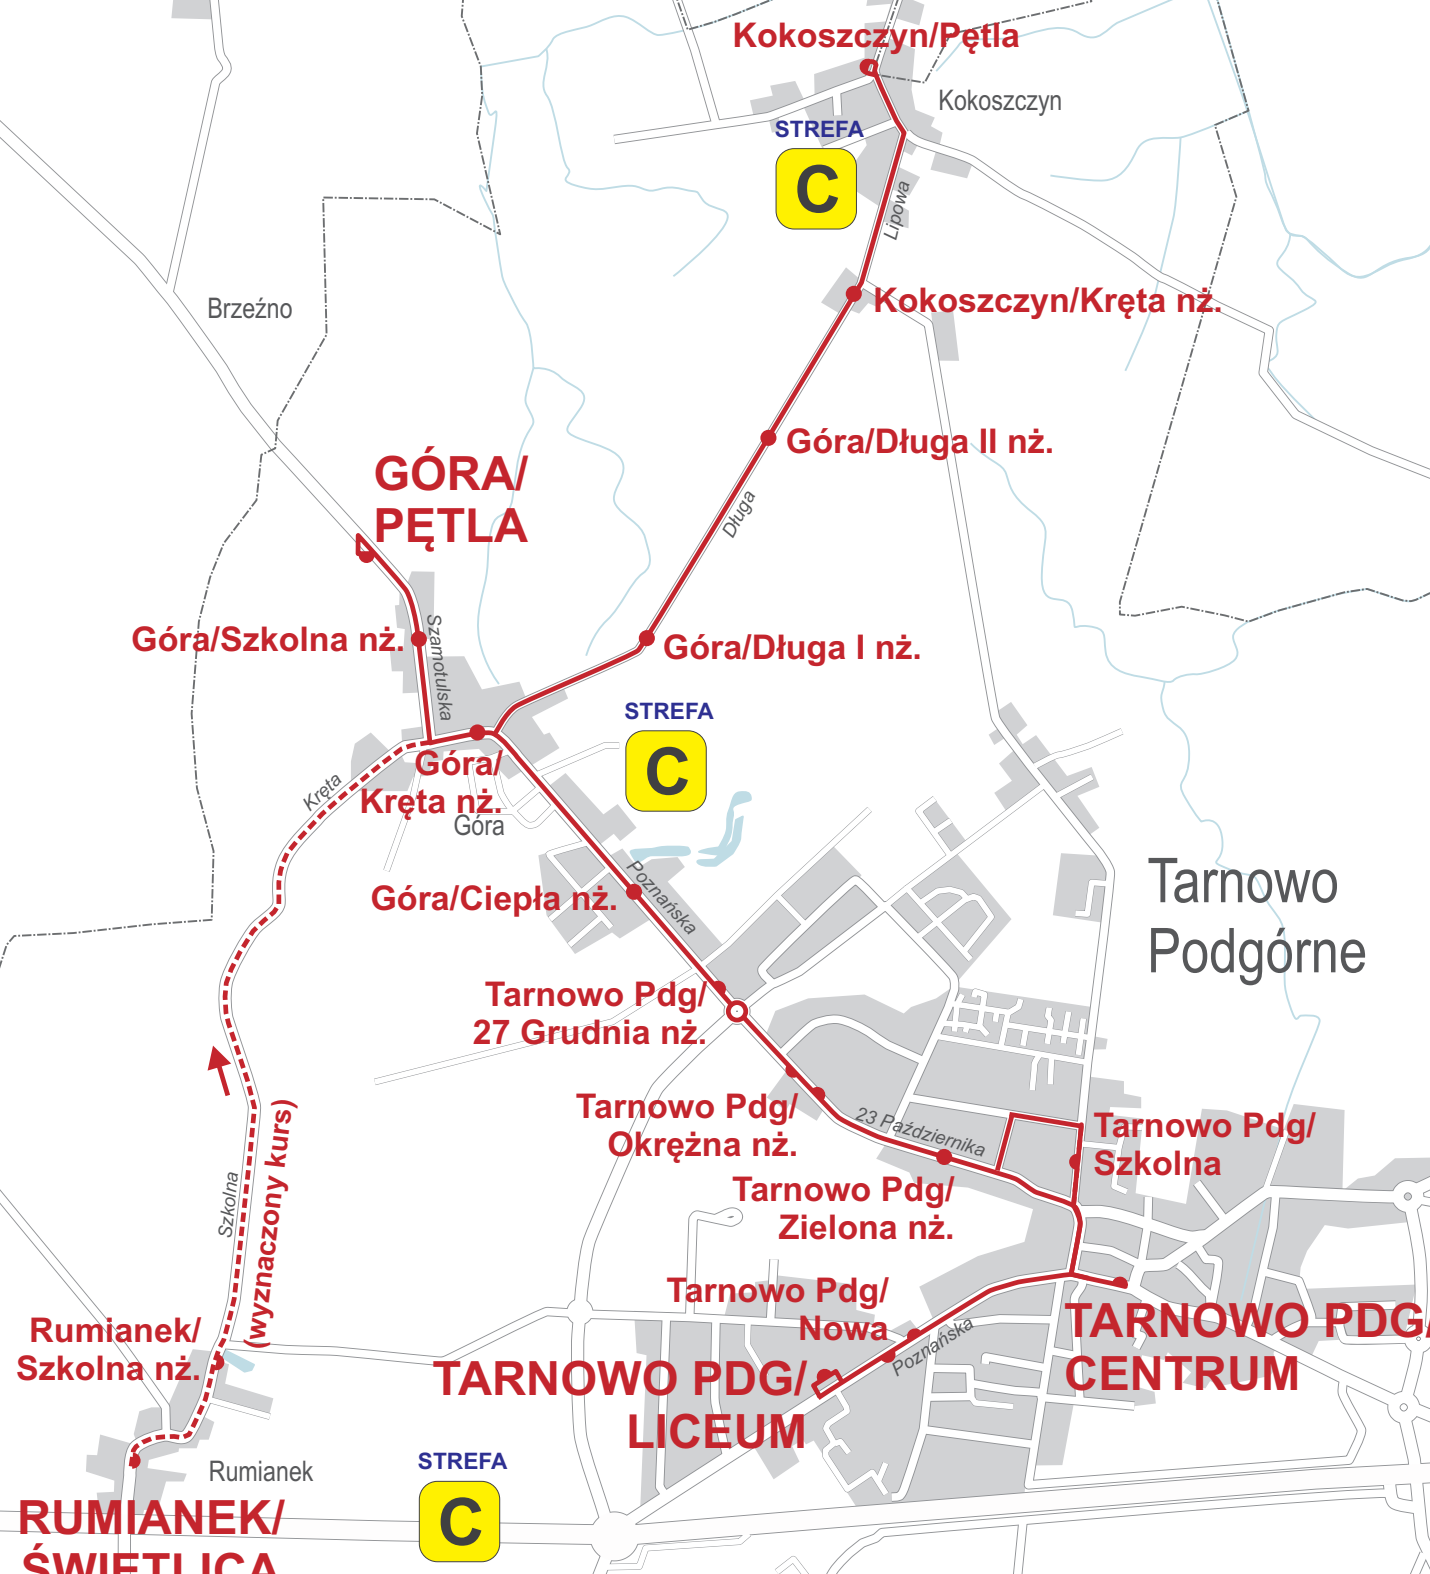 Kokoszczyn/Pętla
Kokoszczyn
STREFA
C
Lipowa
Brzeźno
Kokoszczyn/Kręta nż.
GÓRA/
PĘTLA
Góra/Długa II nż.
Długa
Góra/Szkolna nż.
Szamotulska
Góra/Długa I nż.
STREFA
C
Góra/
Kręta nż.
Kręta
Góra
Góra/Ciepła nż.
Poznańska
Tarnowo
Podgórne
Tarnowo Pdg/
27 Grudnia nż.
Tarnowo Pdg/
Okrężna nż.
23 Października
Tarnowo Pdg/
Szkolna
Tarnowo Pdg/
Zielona nż.
Szkolna
(wyznaczony kurs)
Tarnowo Pdg/
Nowa
Poznańska
Rumianek/
Szkolna nż.
TARNOWO PDG/
CENTRUM
TARNOWO PDG/
LICEUM
Rumianek
STREFA
C
RUMIANEK/
ŚWIETLICA